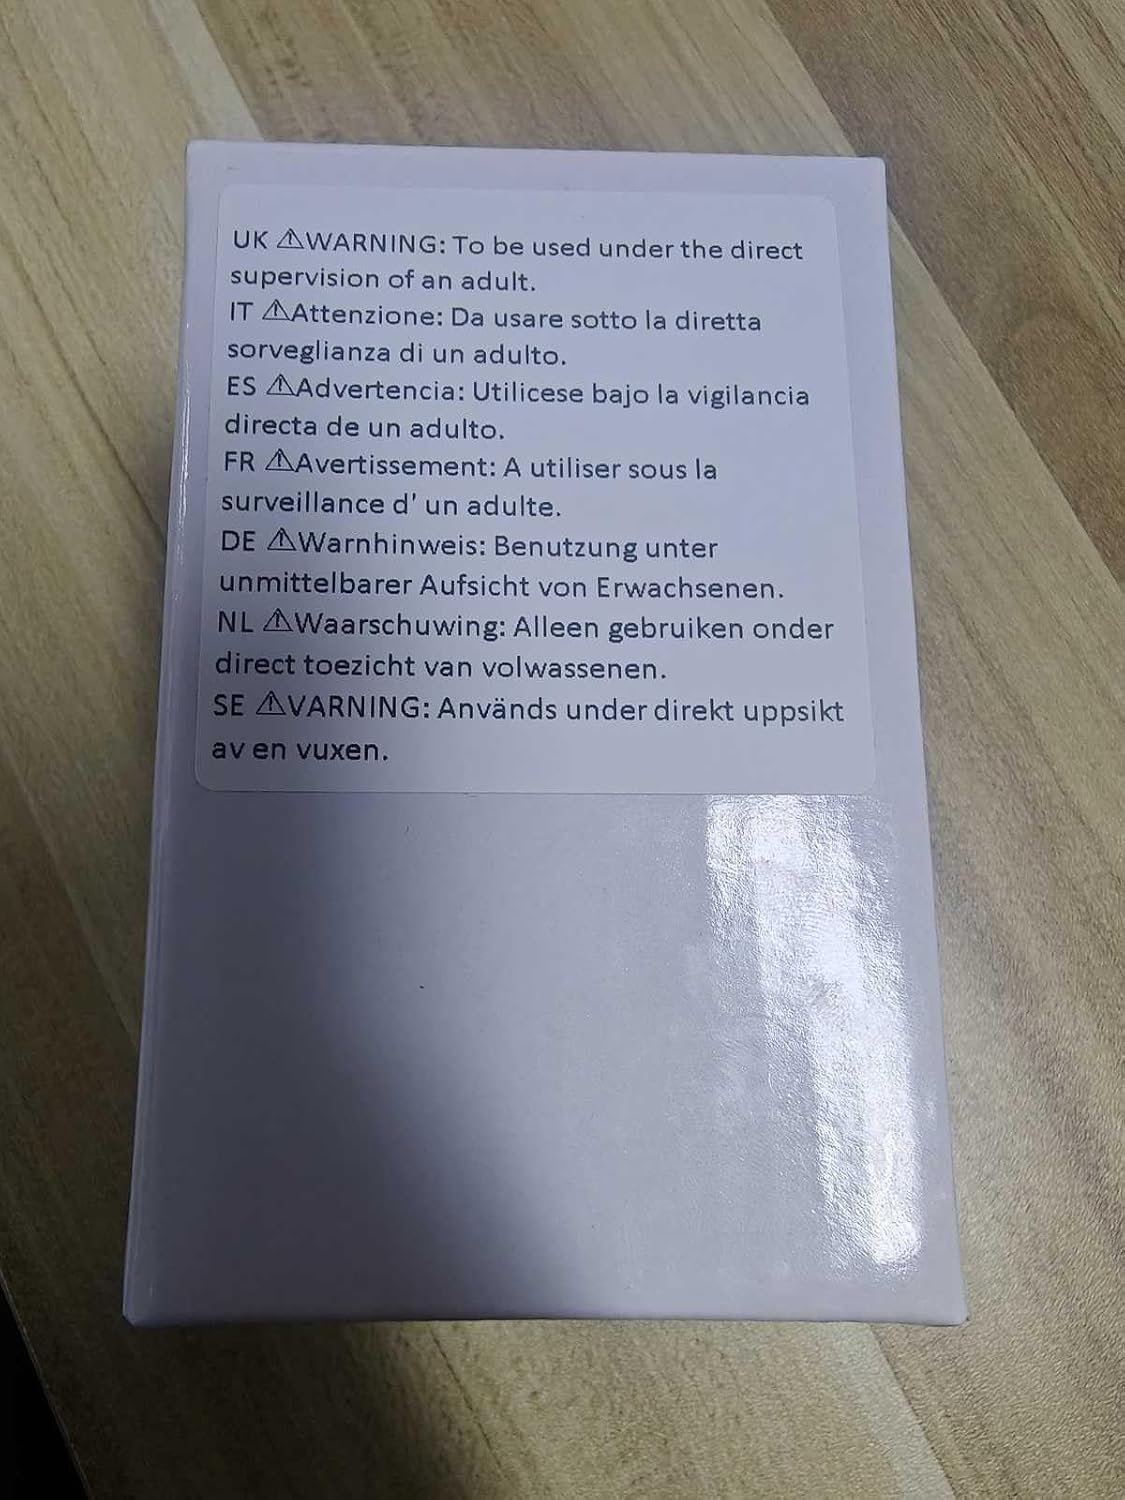 UK ⚠WARNING: To be used under the direct
supervision of an adult.
IT ⚠Attenzione: Da usare sotto la diretta
sorveglianza di un adulto.
ES ⚠Advertencia: Utilicese bajo la vigilancia
directa de un adulto.
FR ⚠Avertissement: A utiliser sous la
surveillance d' un adulte.
DE ⚠Warnhinweis: Benutzung unter
unmittelbarer Aufsicht von Erwachsenen.
NL ⚠Waarschuwing: Alleen gebruiken onder
direct toezicht van volwassenen.
SE ⚠VARNING: Används under direkt uppsikt
av en vuxen.